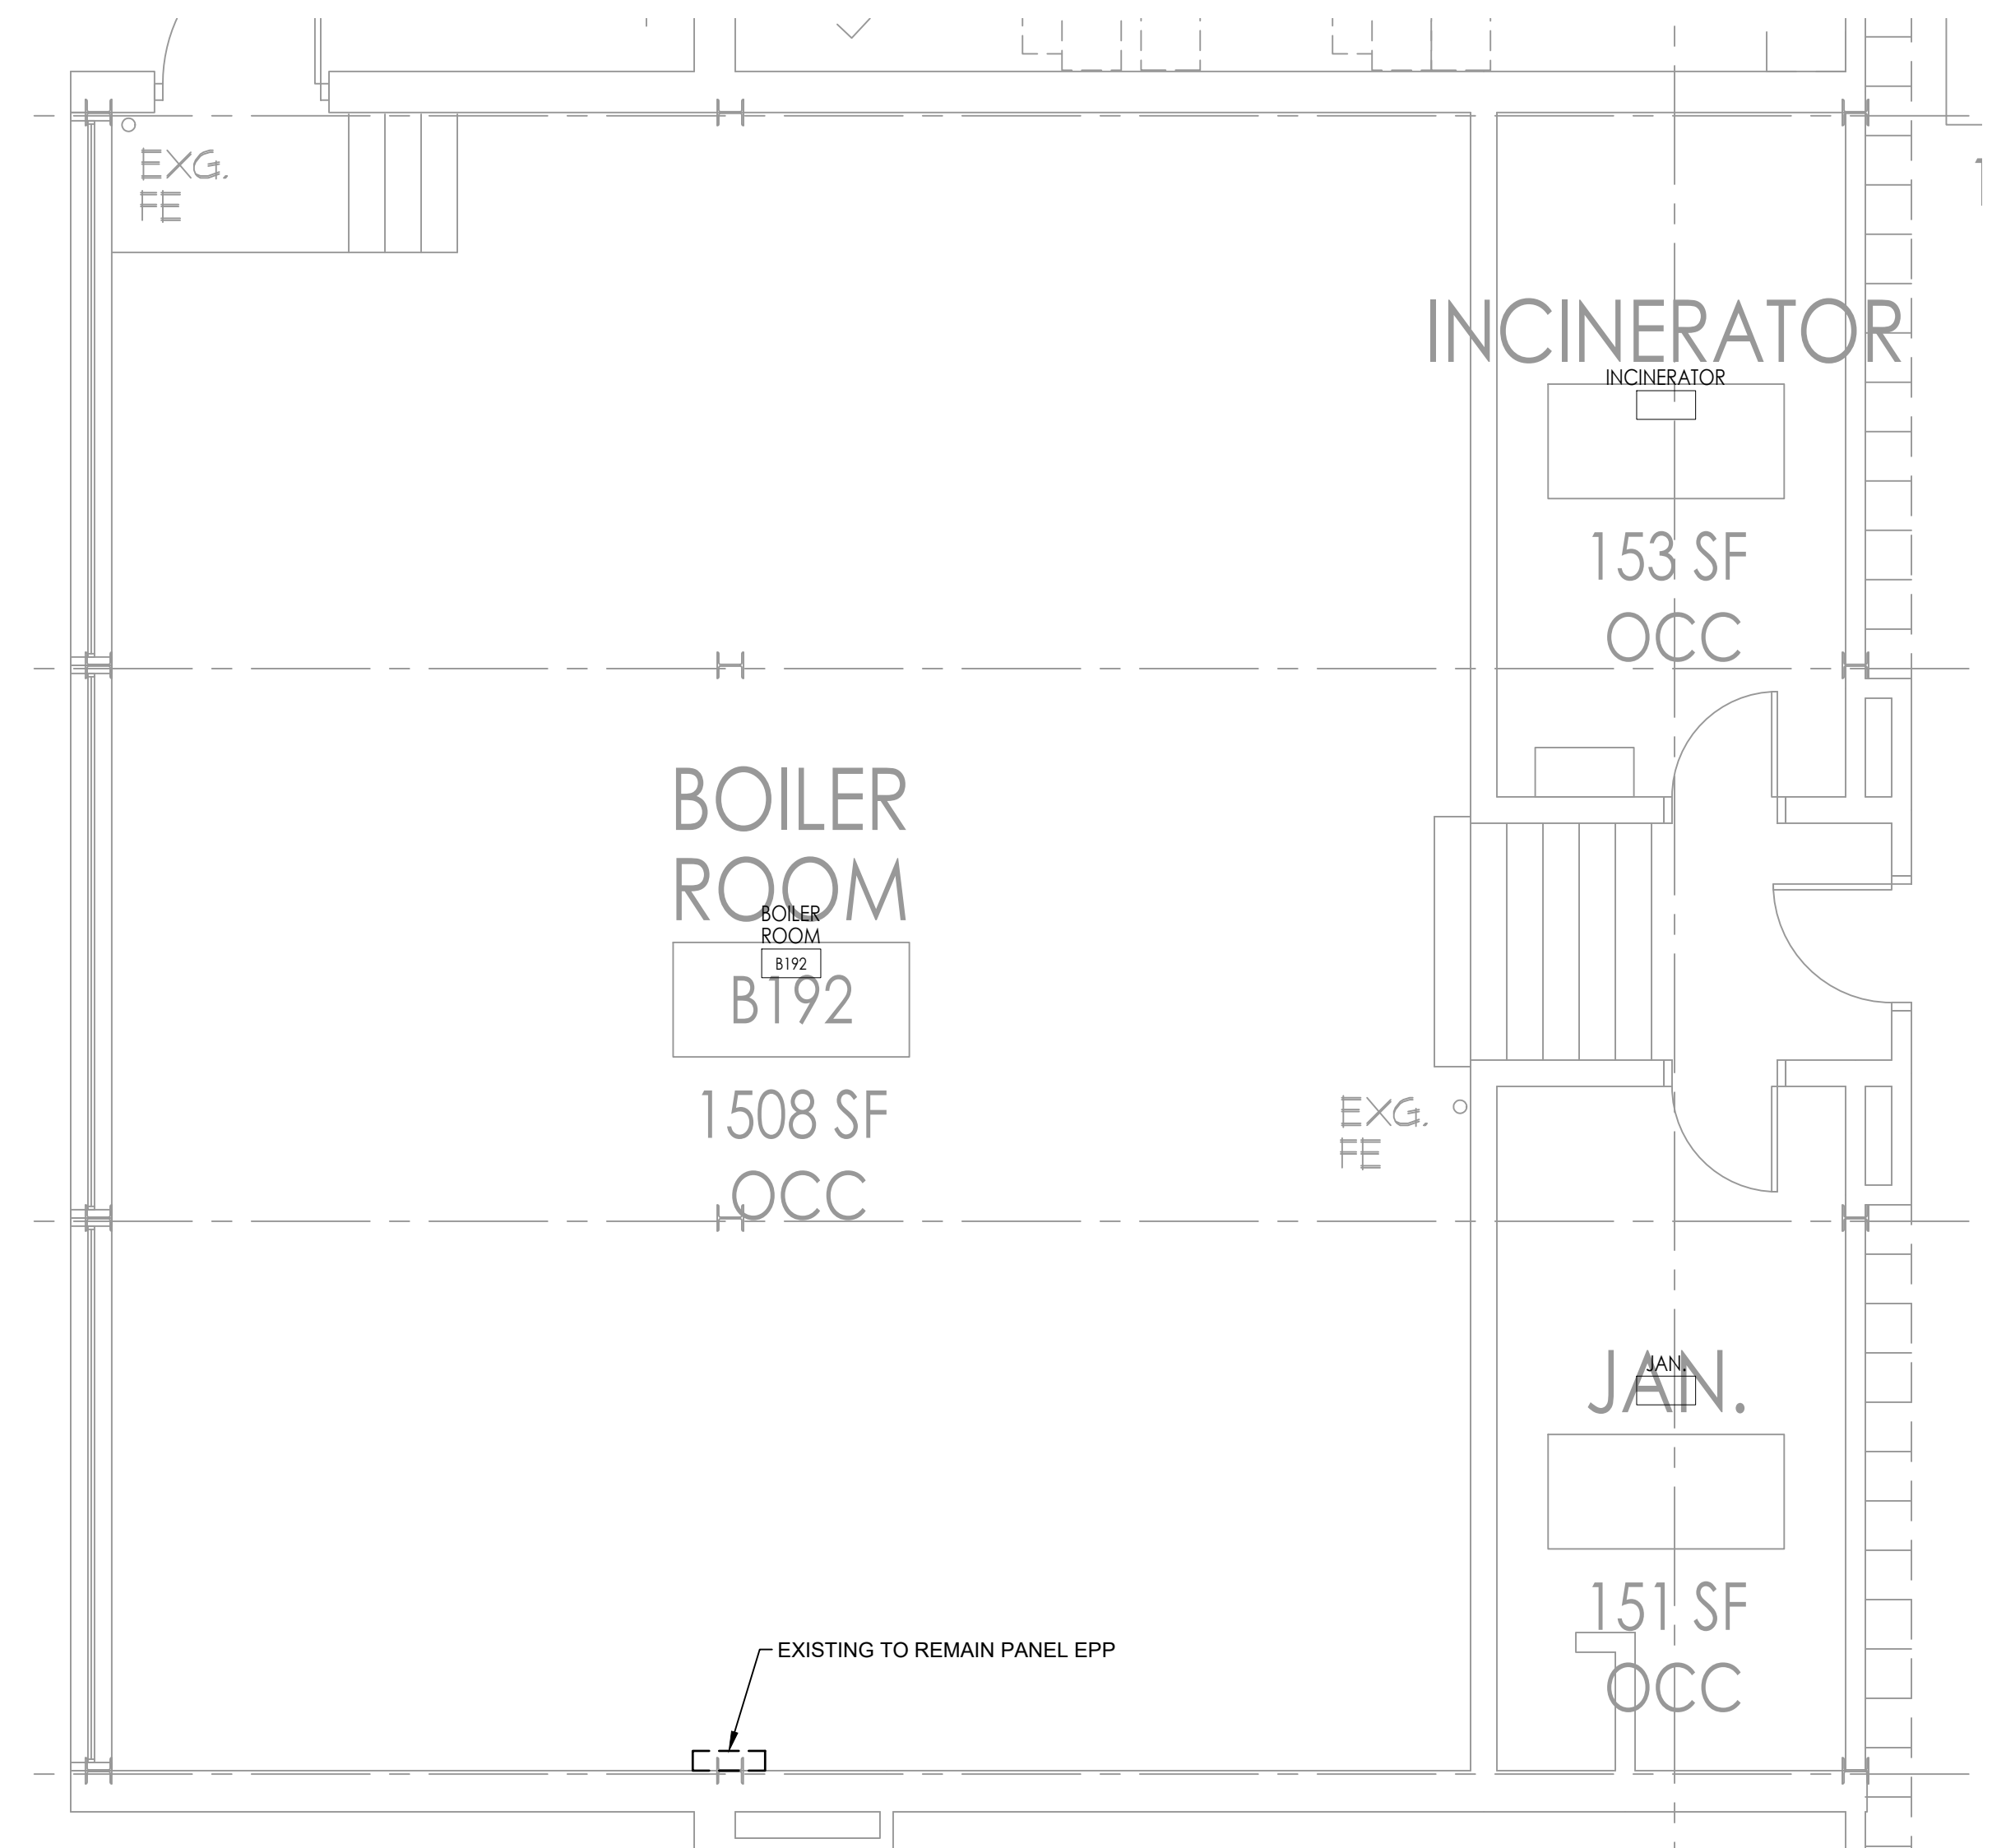 EXG.
FE
INCINERATOR
INCINERATOR
153 SF
OCC
BOILER
ROOM
BOILER
ROOM
B192
B192
1508 SF
OCC
EXG.
FE
JAN.
JAN.
151 SF
OCC
EXISTING TO REMAIN PANEL EPP